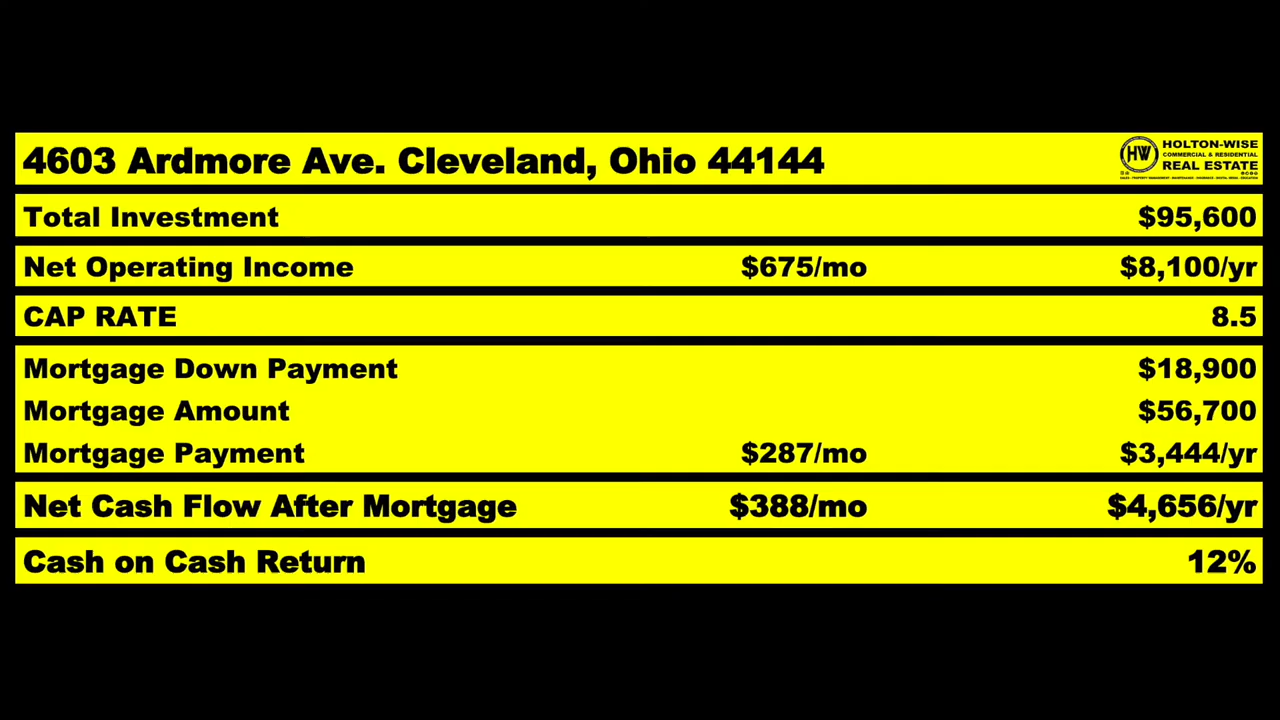 4603 Ardmore Ave. Cleveland, Ohio 44144
HW
HOLTON-WISE
COMMERCIAL & RESIDENTIAL
REAL ESTATE
Total Investment $95,600
Net Operating Income $675/mo $8,100/yr
CAP RATE 8.5
Mortgage Down Payment $18,900
Mortgage Amount $56,700
Mortgage Payment $287/mo $3,444/yr
Net Cash Flow After Mortgage $388/mo $4,656/yr
Cash on Cash Return 12%